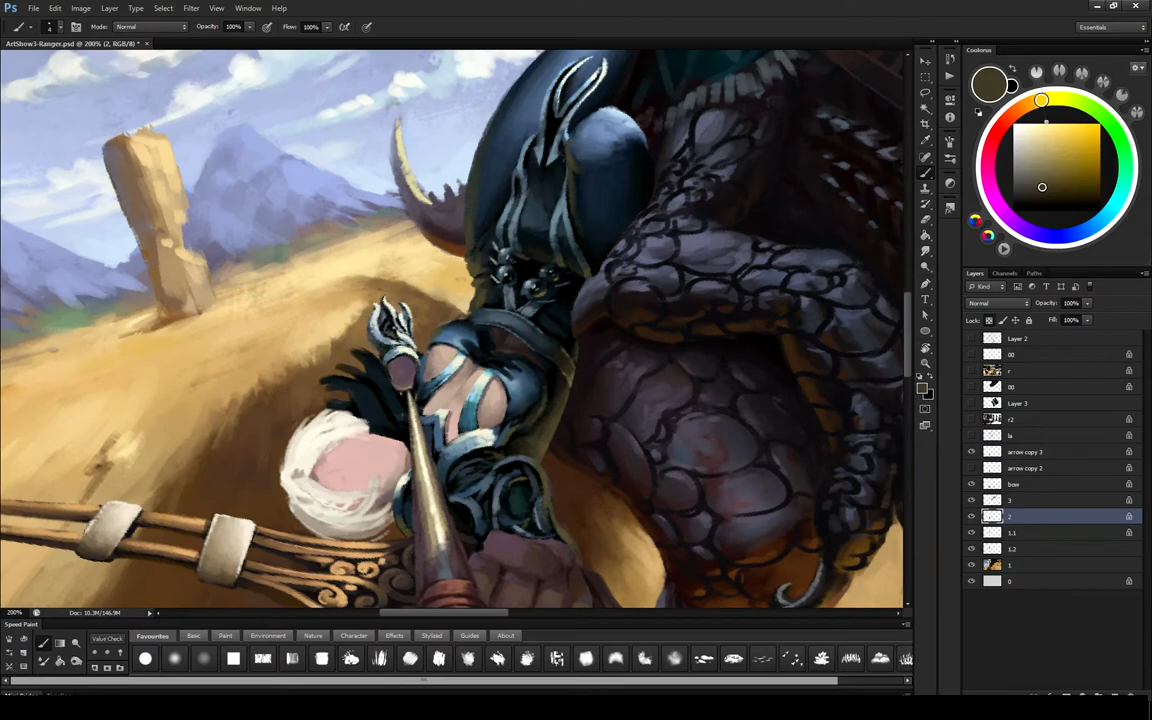 Ps File Edit Image Layer Type Select Filter View Window Help
4 Mode: Normal Opacity: 100% Flow: 100% Essentials
ArtShow3-Ranger.psd @ 200% (2, RGB/8) * ×
Coolorus
Layers Channels Paths
Kind
Normal Opacity: 100%
Lock: Fill: 100%
Layer 2
00
r
00
Layer 3
r2
la
arrow copy 3
arrow copy 2
bow
3
2
1.1
1.2
1
0
200% Doc: 10.3M/146.9M
Speed Paint
Value Check Favourites Basic Paint Environment Nature Character Effects Stylized Guides About